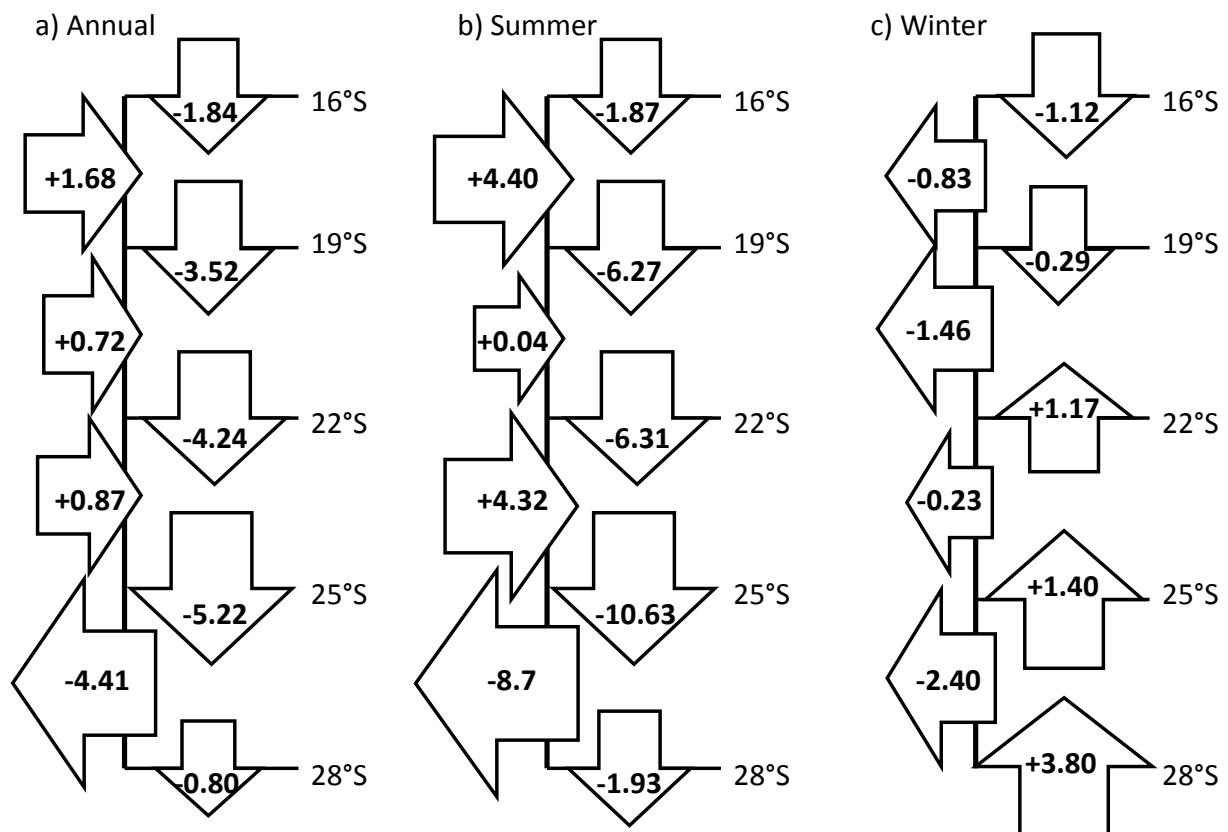 a) Annual
-1.84
16°S
+1.68
19°S
-3.52
+0.72
22°S
-4.24
+0.87
25°S
-5.22
-4.41
28°S
-0.80
b) Summer
-1.87
16°S
+4.40
19°S
-6.27
+0.04
22°S
-6.31
+4.32
25°S
-10.63
-8.7
28°S
-1.93
c) Winter
16°S
-1.12
-0.83
19°S
-0.29
-1.46
+1.17
22°S
-0.23
+1.40
25°S
-2.40
+3.80
28°S